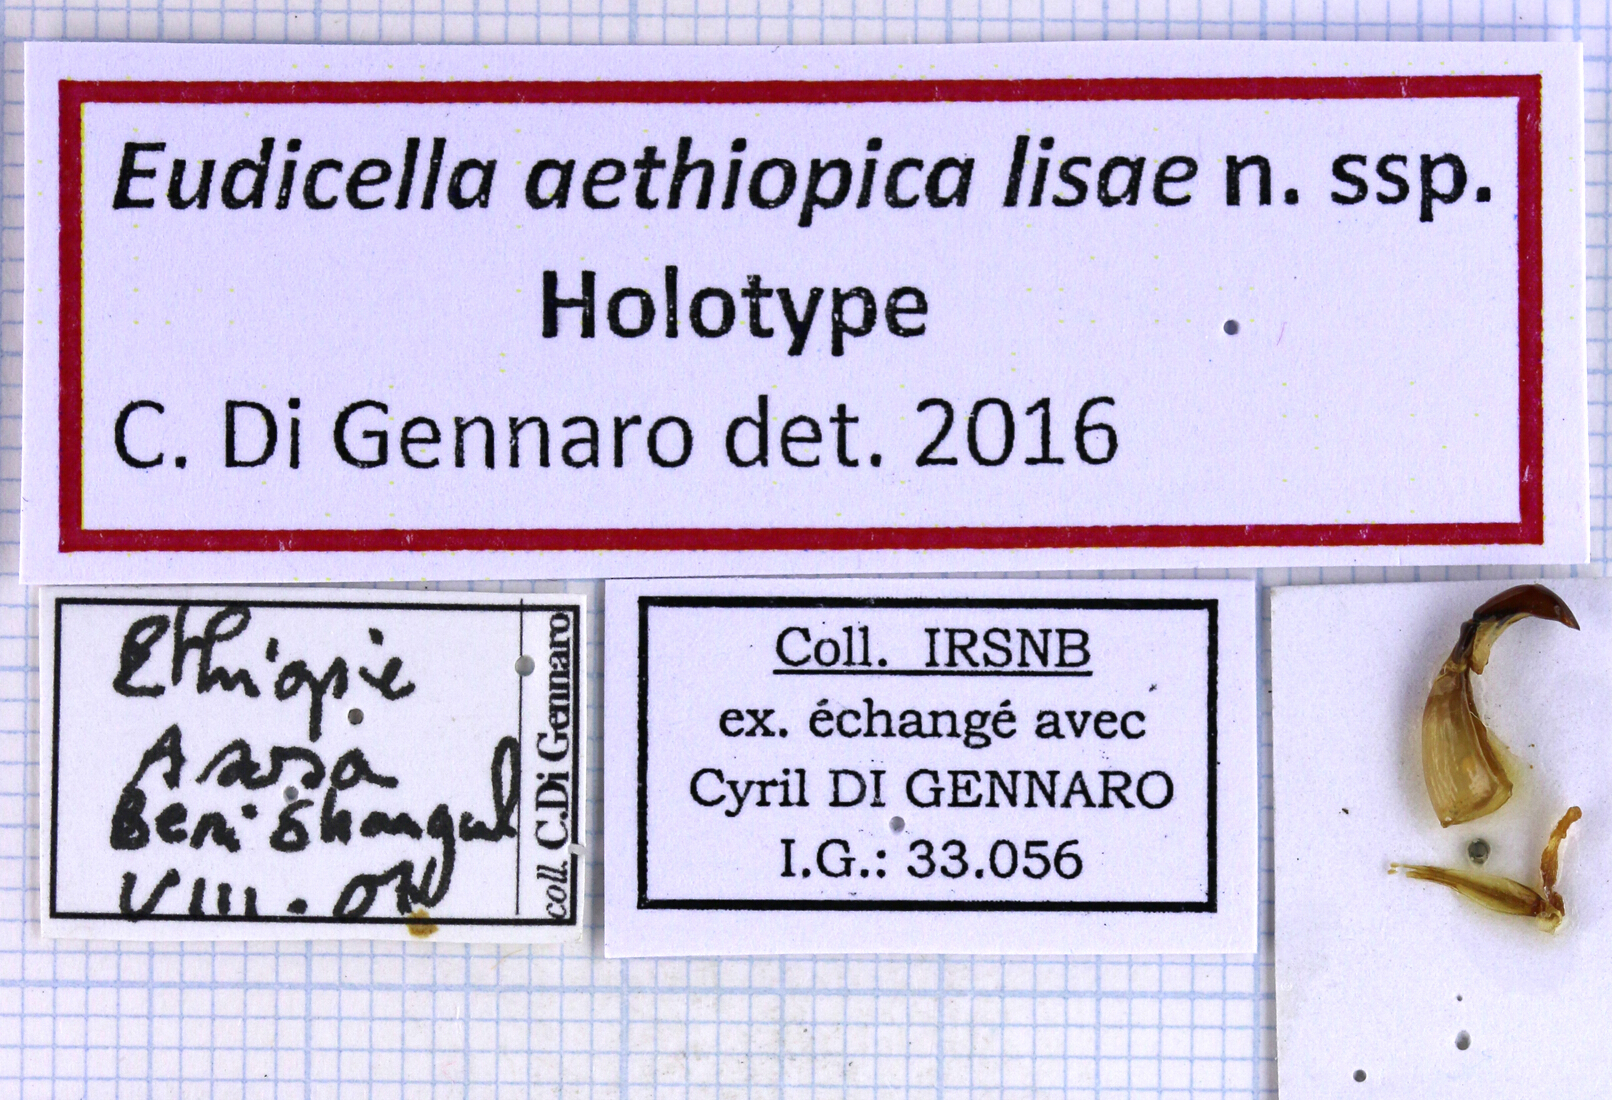 Eudicella aethiopica lisae n. ssp.
Holotype
C. Di Gennaro det. 2016
Ethiopie
Asosa
Beni Shangul
VIII.
coll. C.Di Gennaro
Coll. IRSNB
ex. échangé avec
Cyril DI GENNARO
I.G.: 33.056